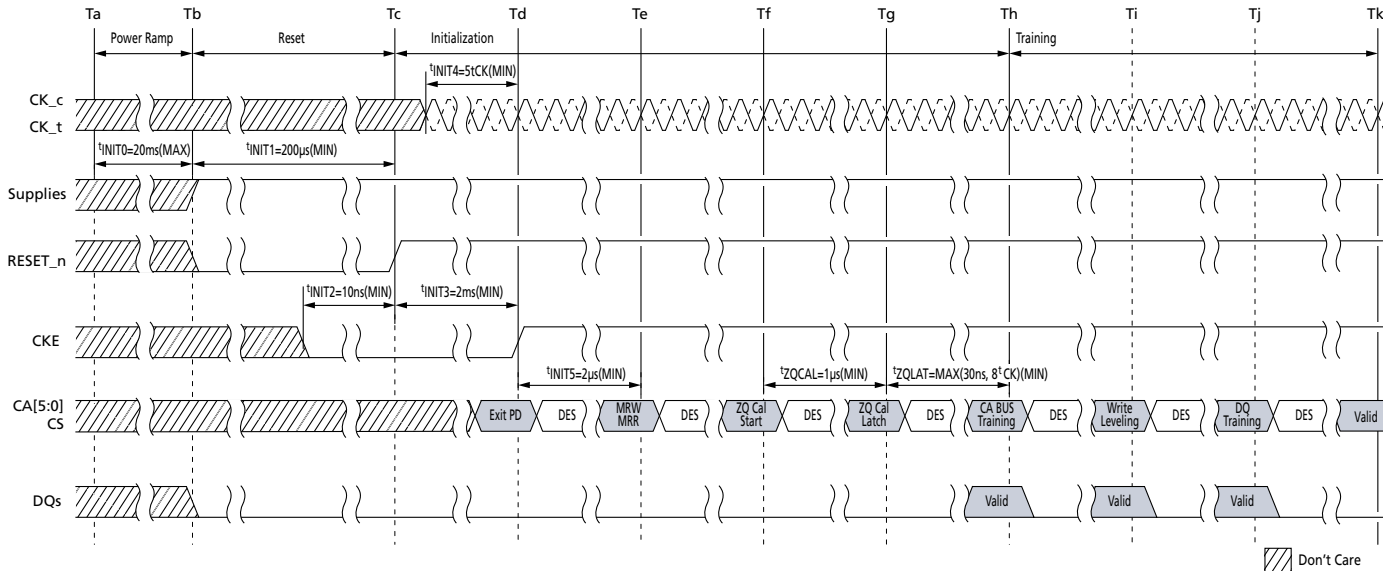 Ta Tb Tc Td Te Tf Tg Th Ti Tj Tk
Power Ramp Reset Initialization Training
tINIT4=5tCK(MIN)
CK_c
CK_t
tINIT0=20ms(MAX) tINIT1=200µs(MIN)
Supplies
RESET_n
tINIT2=10ns(MIN) tINIT3=2ms(MIN)
CKE
tINIT5=2µs(MIN) tZQCAL=1µs(MIN) tZQLAT=MAX(30ns, 8tCK)(MIN)
CA[5:0]
CS
Exit PD
DES
MRW
MRR
DES
ZQ Cal
Start
DES
ZQ Cal
Latch
DES
CA BUS
Training
DES
Write
Leveling
DES
DQ
Training
DES
Valid
DQs
Valid Valid Valid
Don't Care